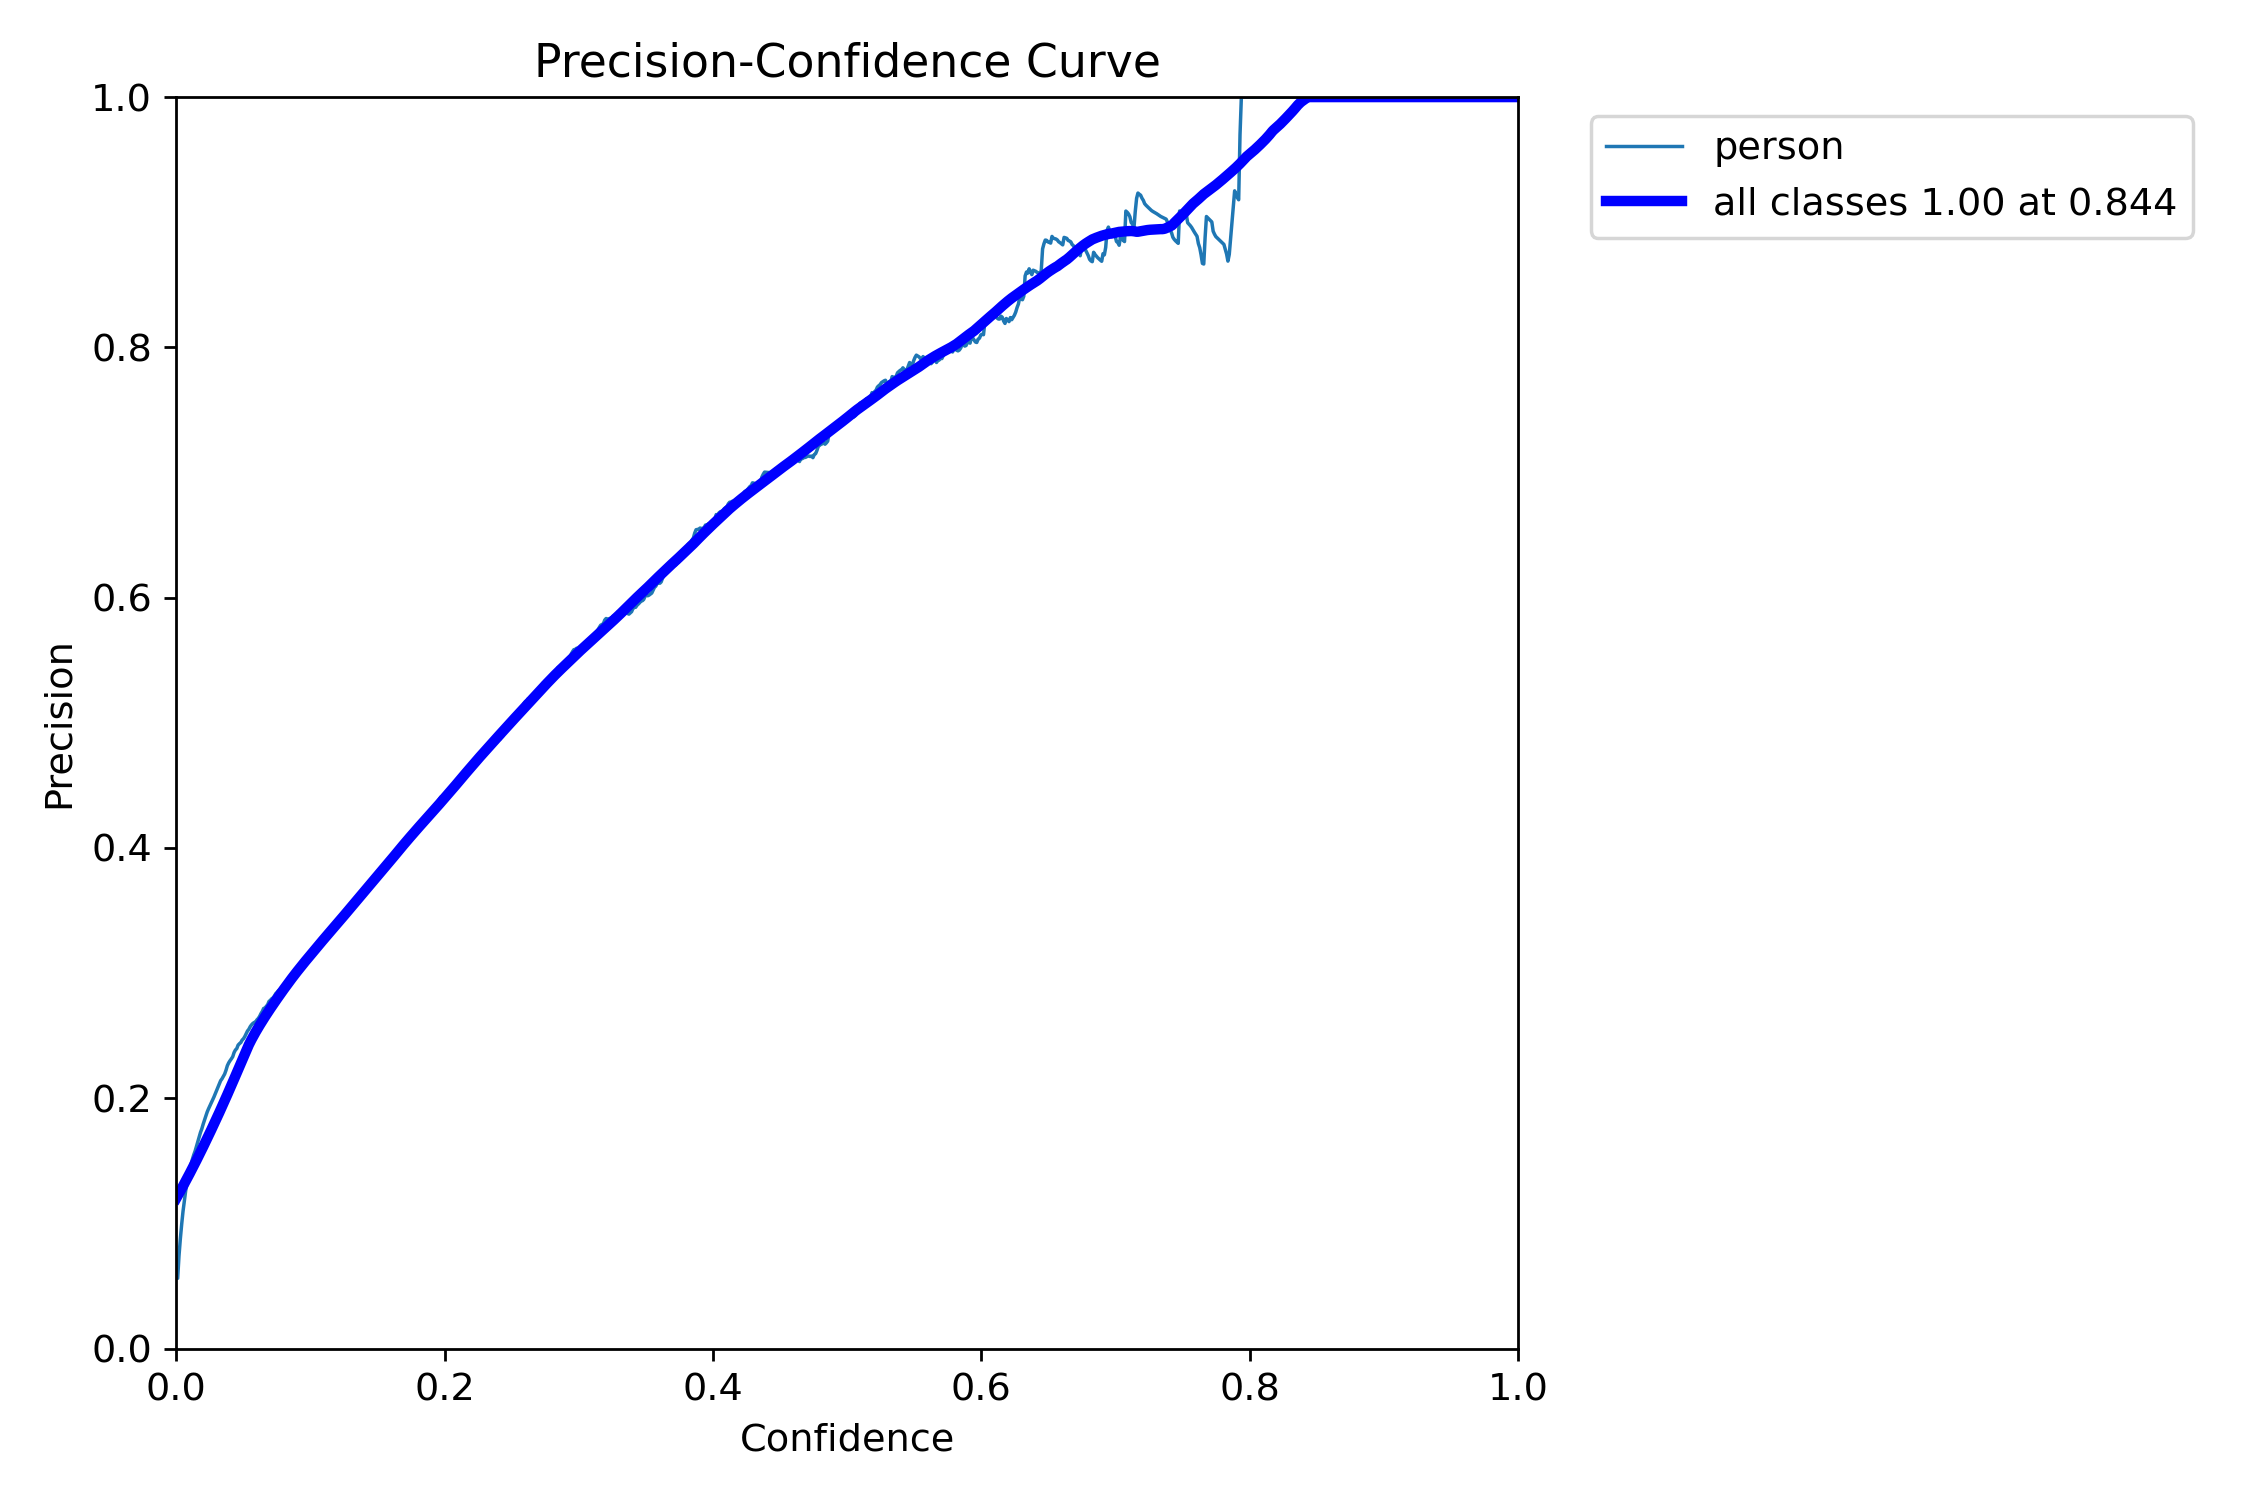 Precision-Confidence Curve
1.0
0.8
0.6
0.4
0.2
0.0
Precision
0.0 0.2 0.4 0.6 0.8 1.0
Confidence
person
all classes 1.00 at 0.844